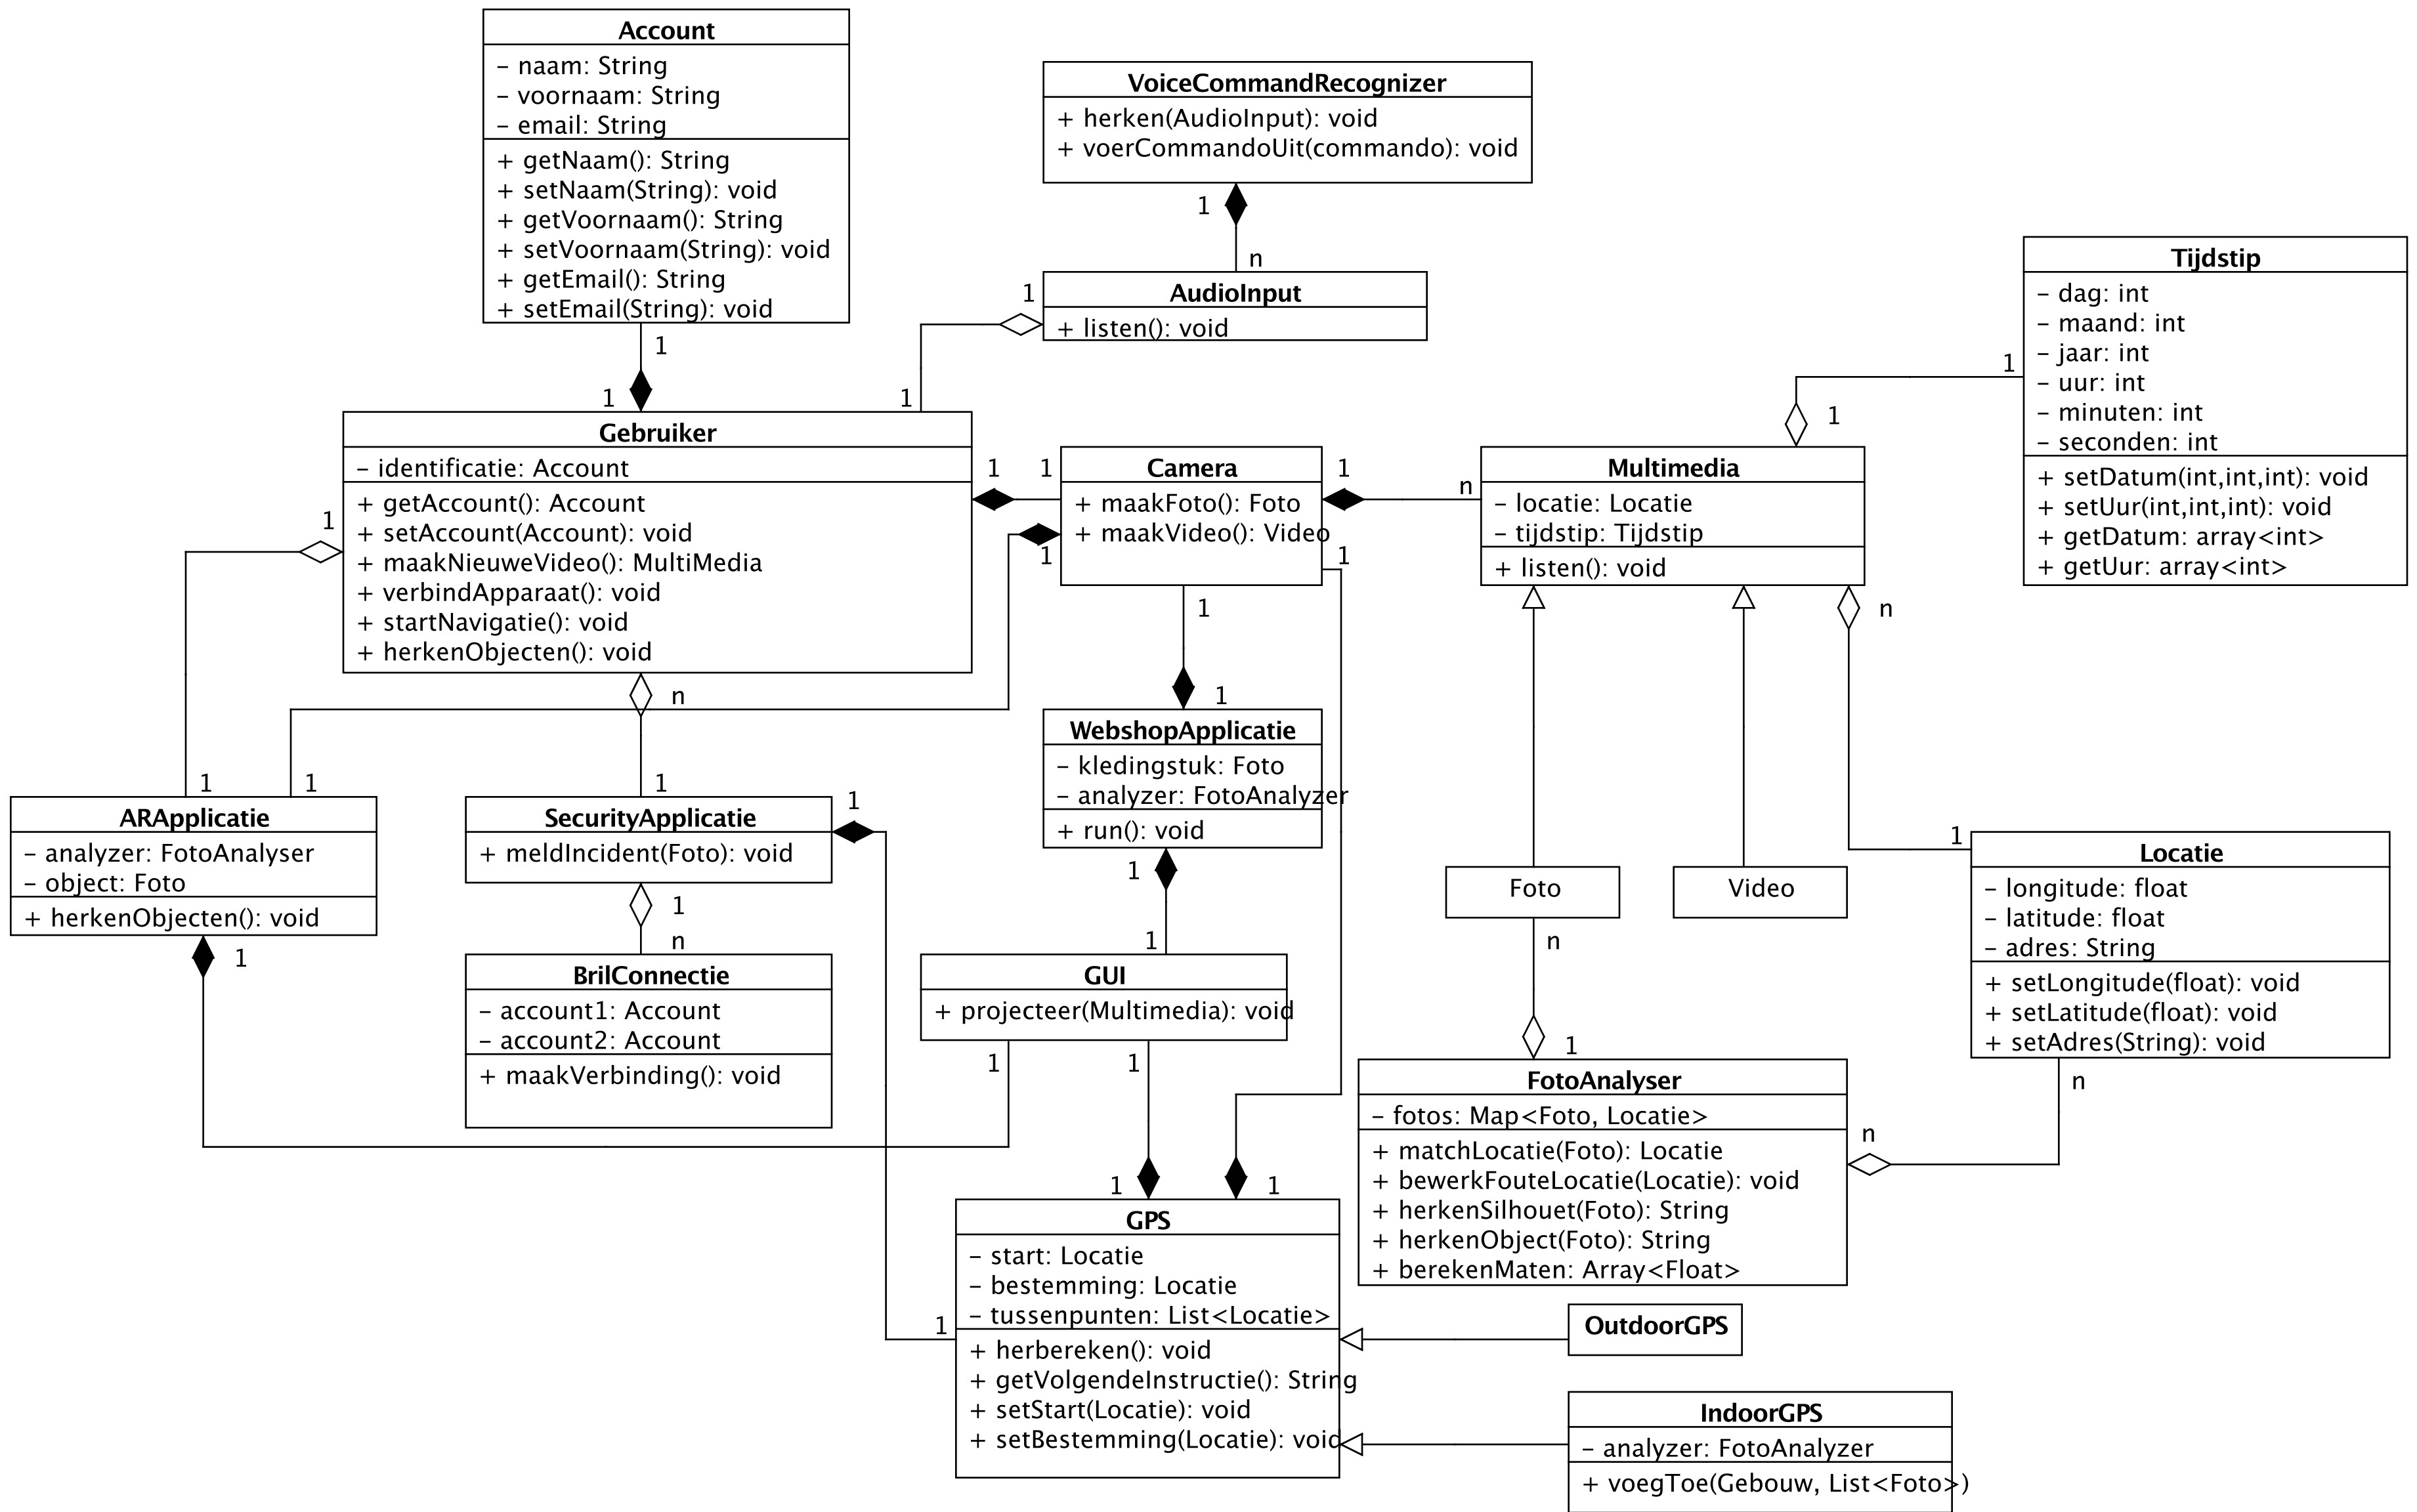 Account
– naam: String
– voornaam: String
– email: String
+ getNaam(): String
+ setNaam(String): void
+ getVoornaam(): String
+ setVoornaam(String): void
+ getEmail(): String
+ setEmail(String): void
1
1
VoiceCommandRecognizer
+ herken(AudioInput): void
+ voerCommandoUit(commando): void
1
n
AudioInput
+ listen(): void
1
1
Tijdstip
– dag: int
– maand: int
– jaar: int
– uur: int
– minuten: int
– seconden: int
+ setDatum(int,int,int): void
+ setUur(int,int,int): void
+ getDatum: array<int>
+ getUur: array<int>
1
1
Gebruiker
– identificatie: Account
+ getAccount(): Account
+ setAccount(Account): void
+ maakNieuweVideo(): MultiMedia
+ verbindApparaat(): void
+ startNavigatie(): void
+ herkenObjecten(): void
1
1
1
n
Camera
+ maakFoto(): Foto
+ maakVideo(): Video
1
n
1
1
1
Multimedia
– locatie: Locatie
– tijdstip: Tijdstip
+ listen(): void
n
1
WebshopApplicatie
– kledingstuk: Foto
– analyzer: FotoAnalyzer
+ run(): void
1
1
1
ARApplicatie
– analyzer: FotoAnalyser
– object: Foto
+ herkenObjecten(): void
1
1
1
SecurityApplicatie
+ meldIncident(Foto): void
1
1
1
n
BrilConnectie
– account1: Account
– account2: Account
+ maakVerbinding(): void
GUI
+ projecteer(Multimedia): void
1
1
1
1
Foto
Video
n
1
Locatie
– longitude: float
– latitude: float
– adres: String
+ setLongitude(float): void
+ setLatitude(float): void
+ setAdres(String): void
n
n
FotoAnalyser
– fotos: Map<Foto, Locatie>
+ matchLocatie(Foto): Locatie
+ bewerkFouteLocatie(Locatie): void
+ herkenSilhouet(Foto): String
+ herkenObject(Foto): String
+ berekenMaten: Array<Float>
GPS
– start: Locatie
– bestemming: Locatie
– tussenpunten: List<Locatie>
+ herbereken(): void
+ getVolgendeInstructie(): String
+ setStart(Locatie): void
+ setBestemming(Locatie): void
1
OutdoorGPS
IndoorGPS
– analyzer: FotoAnalyzer
+ voegToe(Gebouw, List<Foto>)